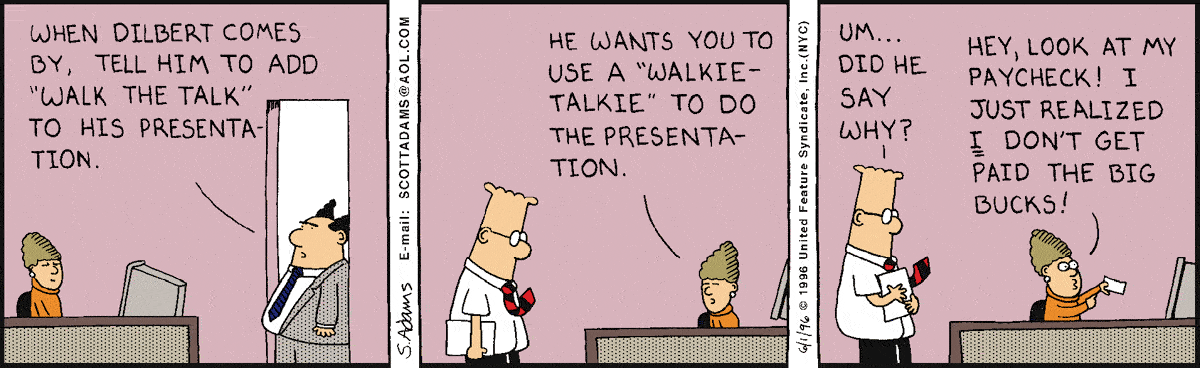 WHEN DILBERT COMES
BY, TELL HIM TO ADD
"WALK THE TALK"
TO HIS PRESENTA-
TION.
S.Adams
E-mail: SCOTTADAMS@AOL.COM
HE WANTS YOU TO
USE A "WALKIE-
TALKIE" TO DO
THE PRESENTA-
TION.
6/1/96 © 1996 United Feature Syndicate, Inc.(NYC)
UM...
DID HE
SAY
WHY?
HEY, LOOK AT MY
PAYCHECK! I
JUST REALIZED
I DON'T GET
PAID THE BIG
BUCKS!